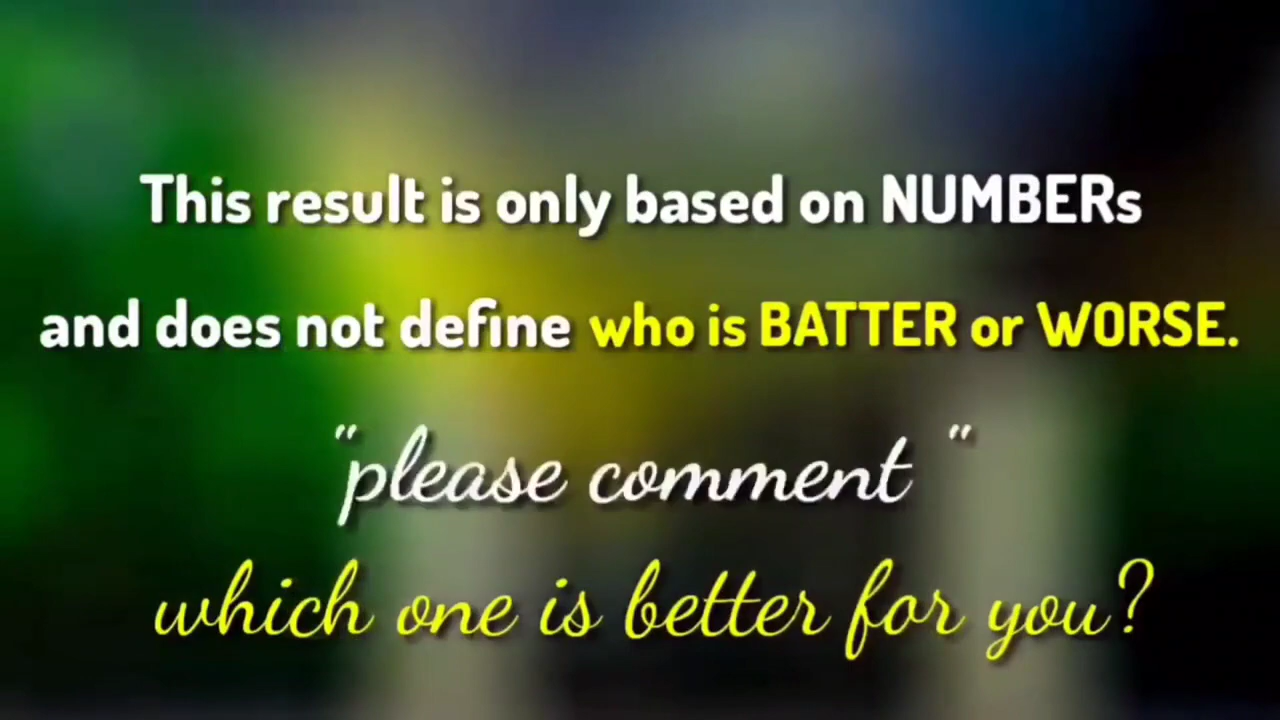 This result is only based on NUMBERs
and does not define who is BATTER or WORSE.
"please comment "
which one is better for you?